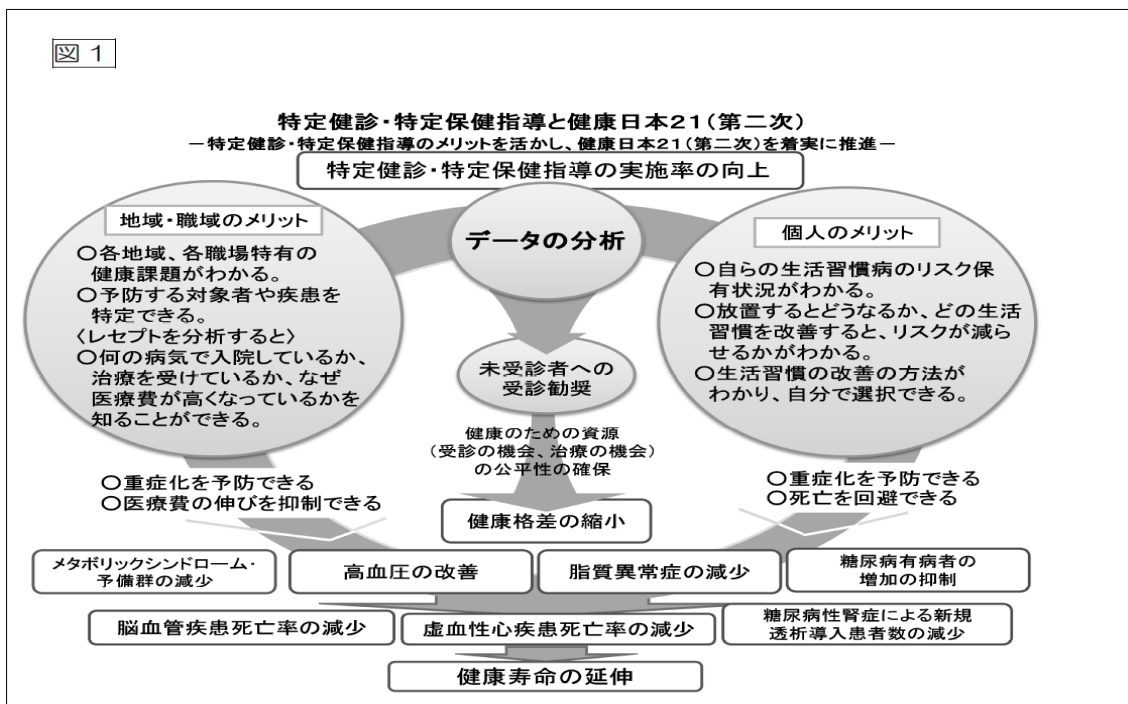 図1
特定健診・特定保健指導と健康日本21(第二次)
－特定健診・特定保健指導のメリットを活かし、健康日本21(第二次)を着実に推進－
特定健診・特定保健指導の実施率の向上
地域・職域のメリット
○各地域、各職場特有の
健康課題がわかる。
○予防する対象者や疾患を
特定できる。
〈レセプトを分析すると〉
○何の病気で入院しているか、
治療を受けているか、なぜ
医療費が高くなっているかを
知ることができる。
データの分析
個人のメリット
○自らの生活習慣病のリスク保
有状況がわかる。
○放置するとどうなるか、どの生活
習慣を改善すると、リスクが減ら
せるかがわかる。
○生活習慣の改善の方法が
わかり、自分で選択できる。
未受診者への
受診勧奨
健康のための資源
(受診の機会、治療の機会)
の公平性の確保
○重症化を予防できる
○医療費の伸びを抑制できる
○重症化を予防できる
○死亡を回避できる
健康格差の縮小
メタボリックシンドローム・
予備群の減少
高血圧の改善
脂質異常症の減少
糖尿病有病者の
増加の抑制
脳血管疾患死亡率の減少
虚血性心疾患死亡率の減少
糖尿病性腎症による新規
透析導入患者数の減少
健康寿命の延伸